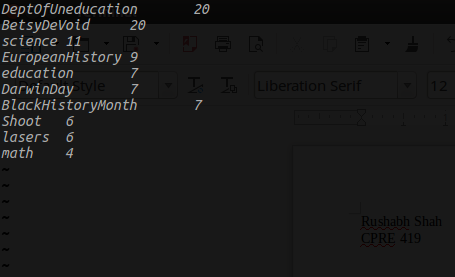 DeptOfUneducation 20
BetsyDeVoid 20
science 11
EuropeanHistory 9
education 7
DarwinDay 7
BlackHistoryMonth 7
Shoot 6
lasers 6
math 4
~
~
~
~
~
~
~
Style
Liberation Serif
12
Rushabh Shah
CPRE 419